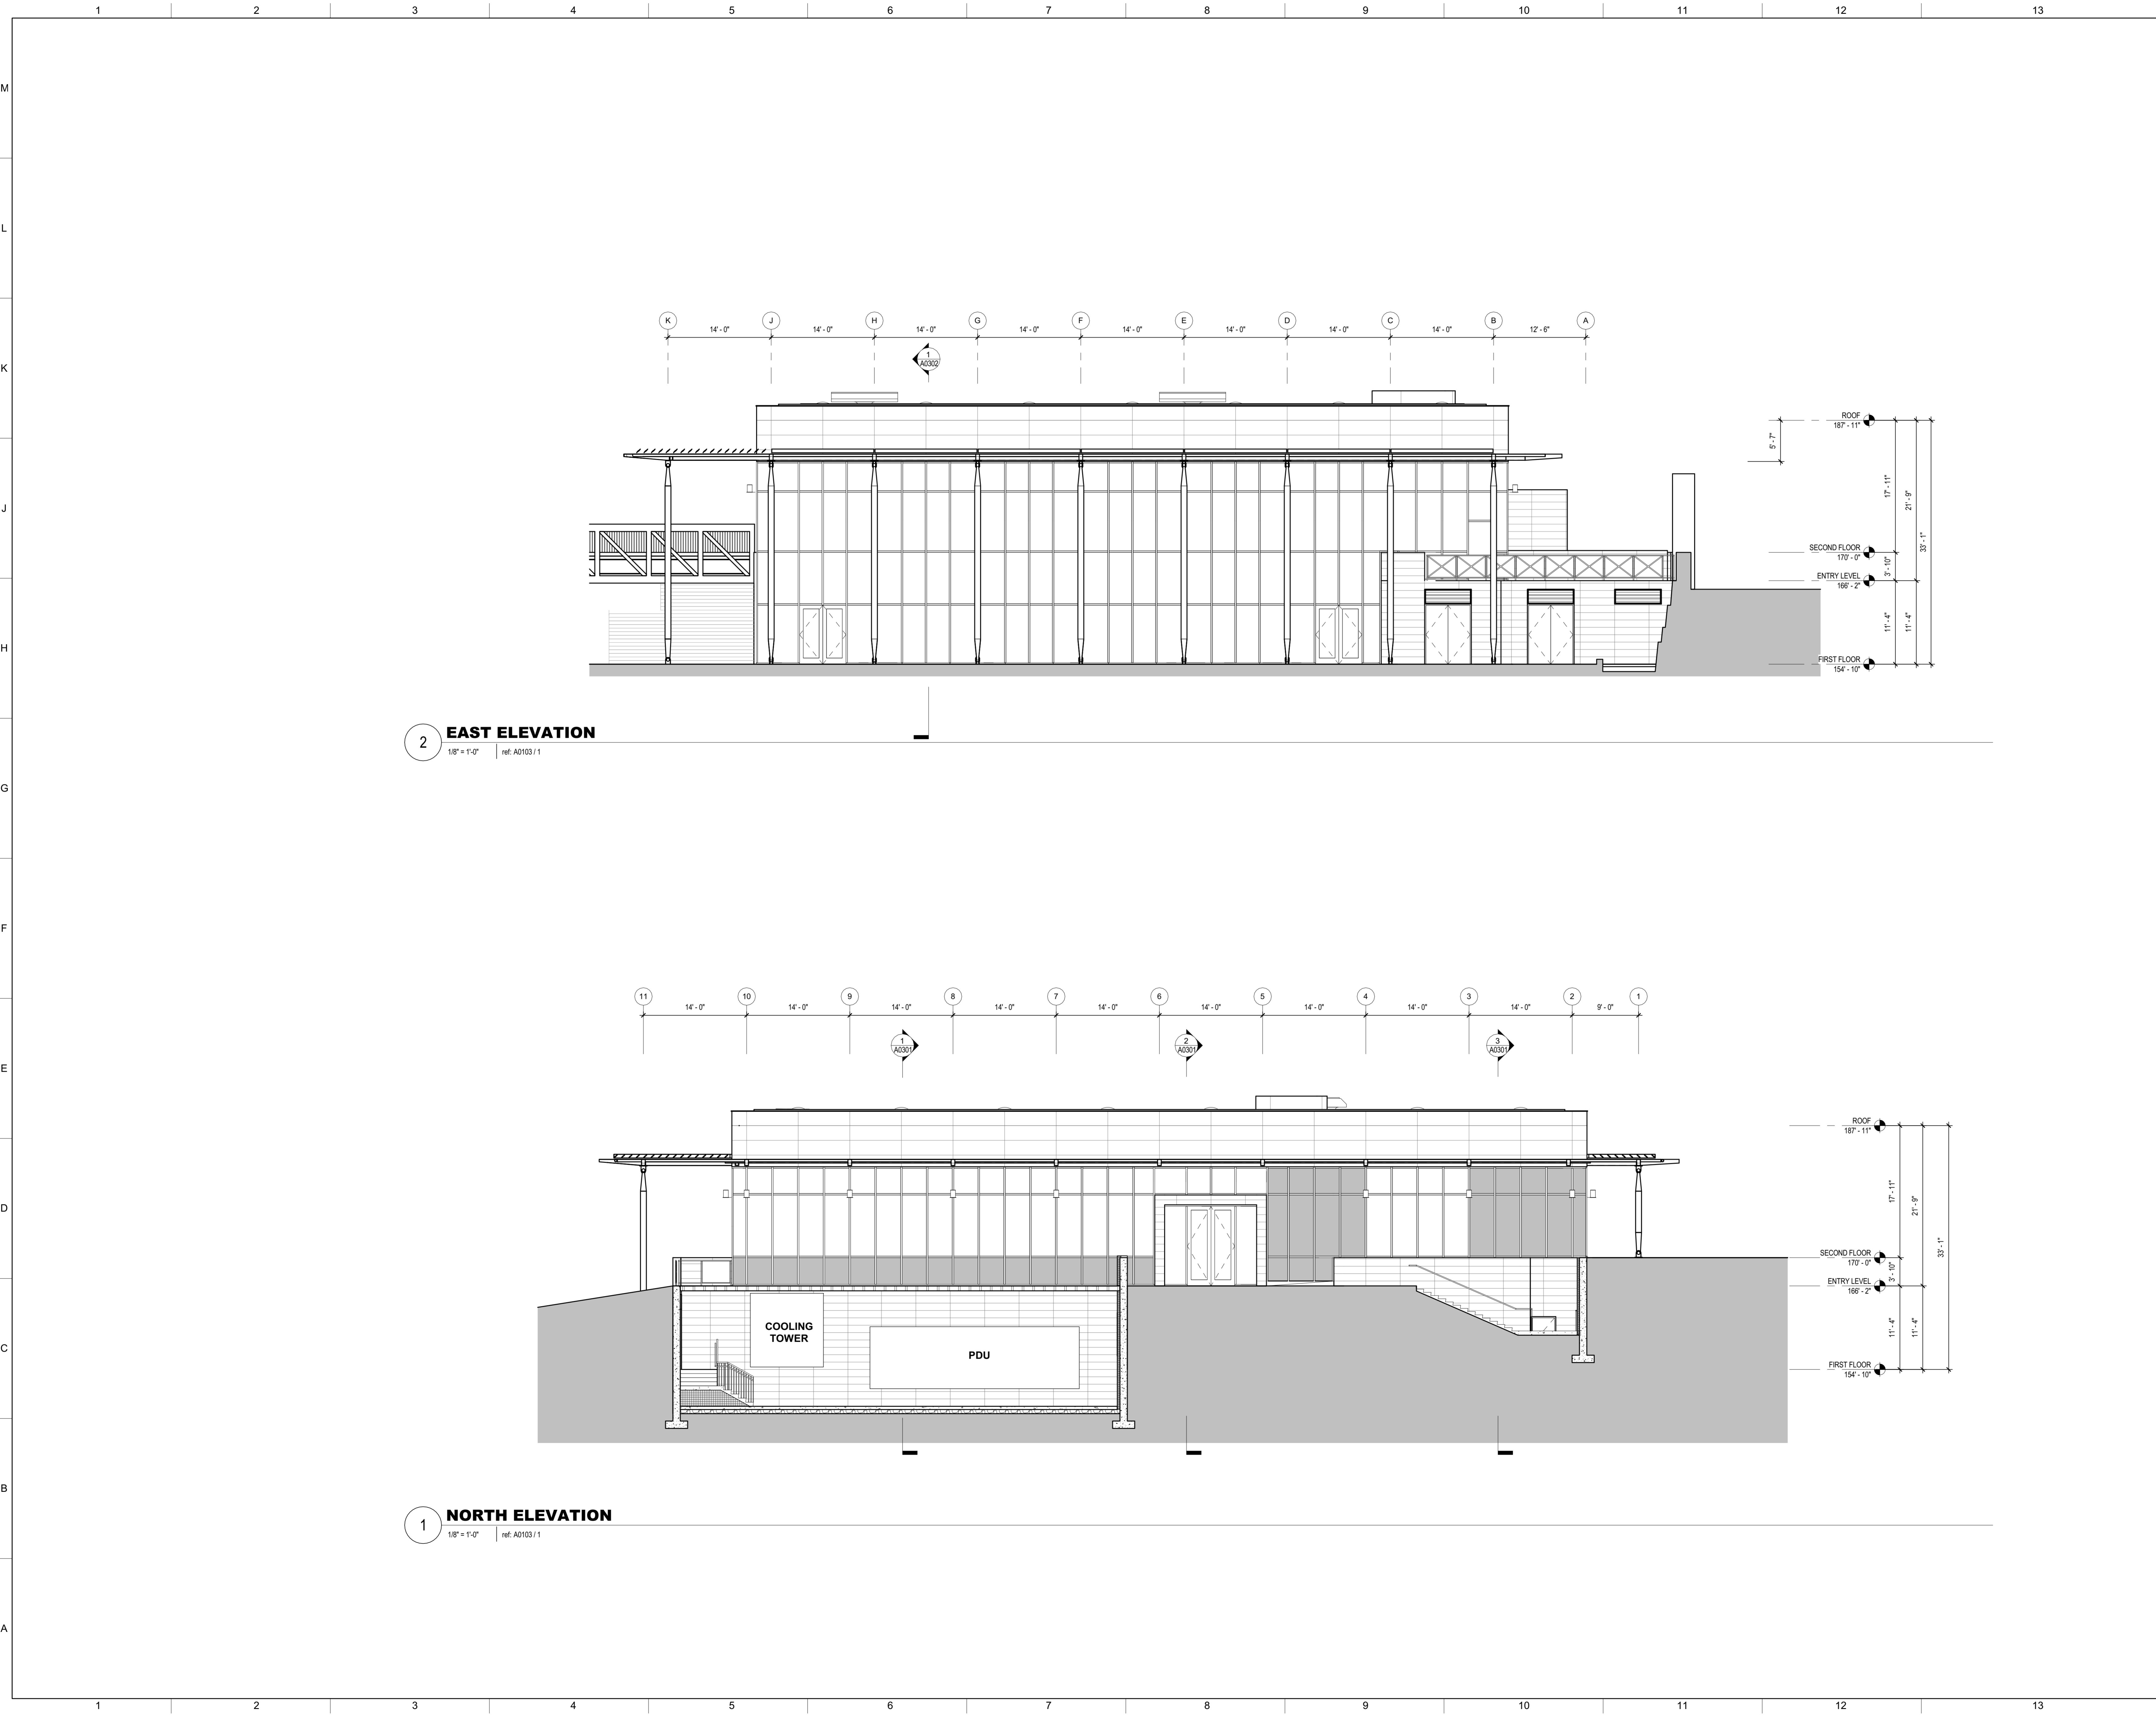 1 2 3 4 5 6 7 8 9 10 11 12 13
M
L
K
J
H
G
F
E
D
C
B
A
K J H G F E D C B A
14' - 0" 14' - 0" 14' - 0" 14' - 0" 14' - 0" 14' - 0" 14' - 0" 14' - 0" 12' - 6"
1
A0302
ROOF
187' - 11"
5' - 7"
17' - 11"
21' - 9"
33' - 1"
SECOND FLOOR
170' - 0"
3' - 10"
ENTRY LEVEL
166' - 2"
11' - 4"
11' - 4"
FIRST FLOOR
154' - 10"
2
EAST ELEVATION
1/8" = 1'-0"
ref: A0103 / 1
11 10 9 8 7 6 5 4 3 2 1
14' - 0" 14' - 0" 14' - 0" 14' - 0" 14' - 0" 14' - 0" 14' - 0" 14' - 0" 14' - 0" 9' - 0"
1
A0301
2
A0301
3
A0301
ROOF
187' - 11"
17' - 11"
21' - 9"
33' - 1"
SECOND FLOOR
170' - 0"
3' - 10"
ENTRY LEVEL
166' - 2"
11' - 4"
11' - 4"
FIRST FLOOR
154' - 10"
COOLING
TOWER
PDU
1
NORTH ELEVATION
1/8" = 1'-0"
ref: A0103 / 1
1 2 3 4 5 6 7 8 9 10 11 12 13